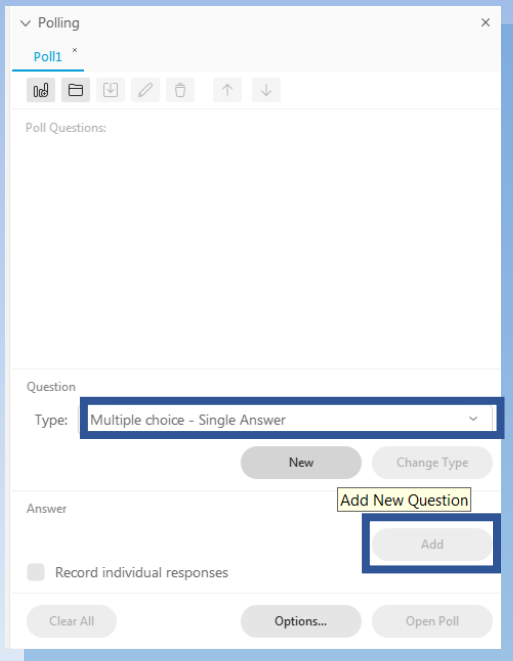 Polling
Poll1
Poll Questions:
Question
Type: Multiple choice - Single Answer
New Change Type
Add New Question
Answer
Add
Record individual responses
Clear All Options... Open Poll